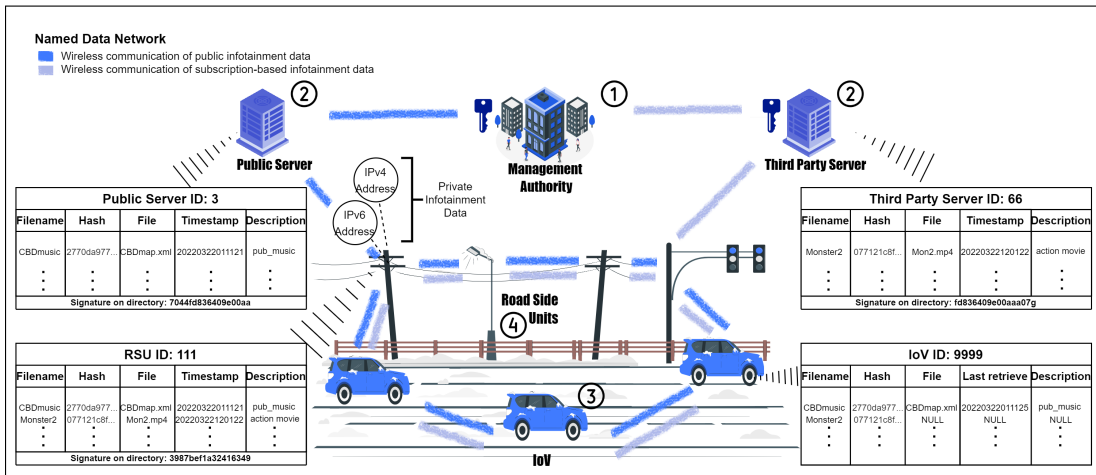 Named Data Network
Wireless communication of public infotainment data
Wireless communication of subscription-based infotainment data
2
1
2
Public Server
Management
Authority
Third Party Server
IPv4
Address
IPv6
Address
Private
Infotainment
Data
Public Server ID: 3
Filename Hash File Timestamp Description
CBDmusic 2770da977... CBDmap.xml 20220322011121 pub_music
Signature on directory: 7044fd836409e00aa
Third Party Server ID: 66
Filename Hash File Timestamp Description
Monster2 077121c8f... Mon2.mp4 20220322120122 action movie
Signature on directory: fd836409e00aaa07g
Road Side
Units
4
RSU ID: 111
Filename Hash File Timestamp Description
CBDmusic 2770da977... CBDmap.xml 20220322011121 pub_music
Monster2 077121c8f... Mon2.mp4 20220322120122 action movie
Signature on directory: 3987bef1a32416349
3
IoV
IoV ID: 9999
Filename Hash File Last retrieve Description
CBDmusic 2770da977... CBDmap.xml 20220322011125 pub_music
Monster2 077121c8f... NULL NULL NULL